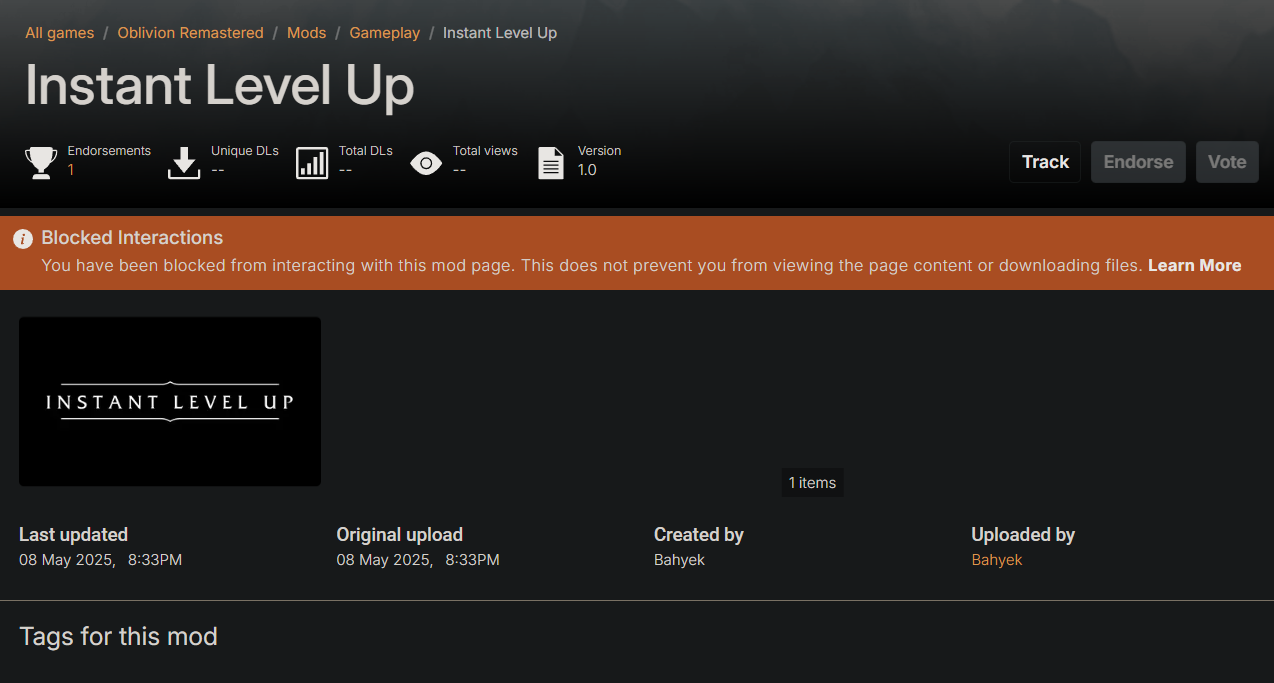 All games / Oblivion Remastered / Mods / Gameplay / Instant Level Up
Instant Level Up
Endorsements
1
Unique DLs
--
Total DLs
--
Total views
--
Version
1.0
Track
Endorse
Vote
Blocked Interactions
You have been blocked from interacting with this mod page. This does not prevent you from viewing the page content or downloading files. Learn More
INSTANT LEVEL UP
1 items
Last updated
08 May 2025, 8:33PM
Original upload
08 May 2025, 8:33PM
Created by
Bahyek
Uploaded by
Bahyek
Tags for this mod